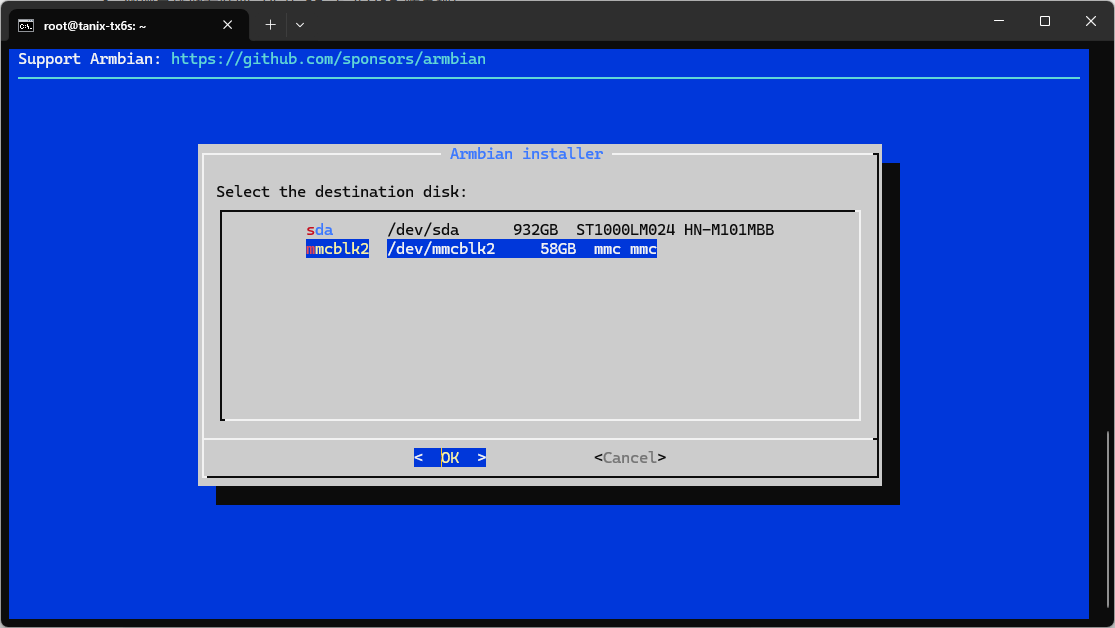 root@tanix-tx6s: ~
Support Armbian: https://github.com/sponsors/armbian
Armbian installer
Select the destination disk:
sda /dev/sda 932GB ST1000LM024 HN-M101MBB
mmcblk2 /dev/mmcblk2 58GB mmc mmc
< OK > <Cancel>